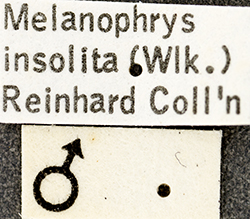 Melanophrys
insolita (Wlk.)
Reinhard Coll'n
♂